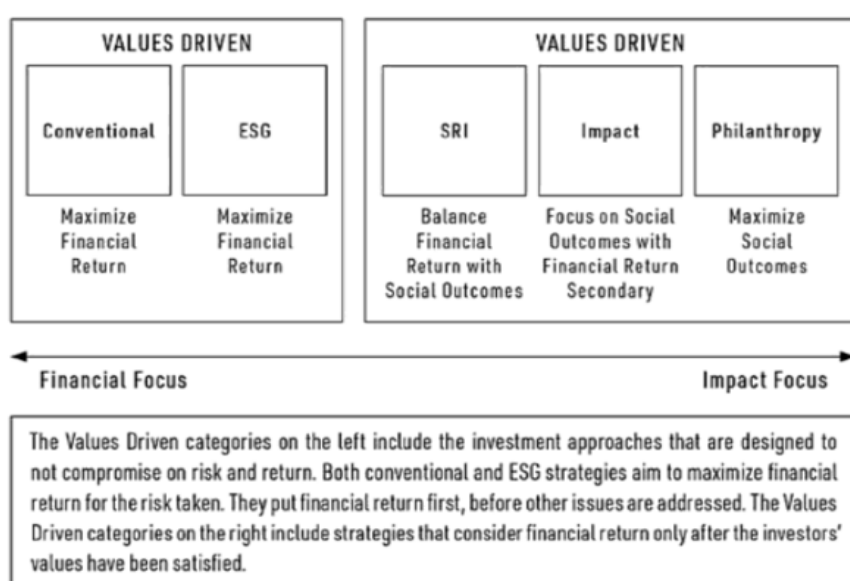 VALUES DRIVEN
Conventional
ESG
Maximize
Financial
Return
Maximize
Financial
Return
VALUES DRIVEN
SRI
Impact
Philanthropy
Balance
Financial
Return with
Social Outcomes
Focus on Social
Outcomes with
Financial Return
Secondary
Maximize
Social
Outcomes
Financial Focus
Impact Focus
The Values Driven categories on the left include the investment approaches that are designed to
not compromise on risk and return. Both conventional and ESG strategies aim to maximize financial
return for the risk taken. They put financial return first, before other issues are addressed. The Values
Driven categories on the right include strategies that consider financial return only after the investors'
values have been satisfied.